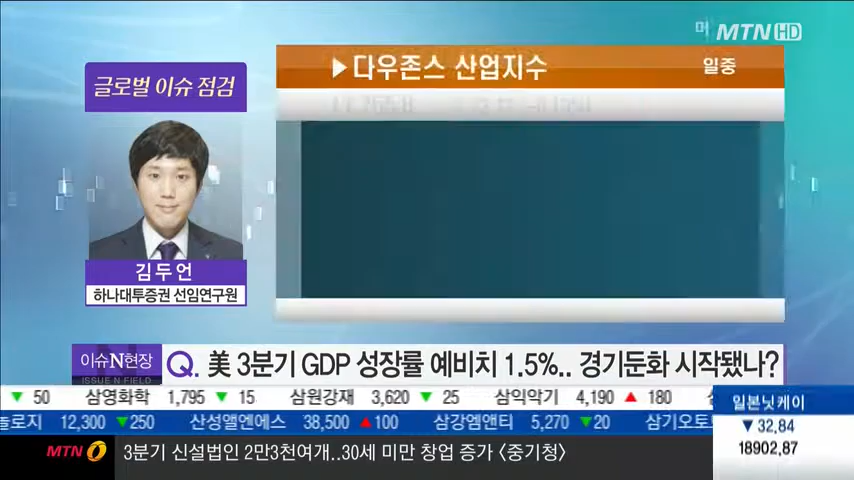 머
MTN HD
글로벌 이슈 점검
▶다우존스 산업지수
일중
김두언
하나대투증권 선임연구원
이슈N현장
ISSUE N FIELD
Q. 美 3분기 GDP 성장률 예비치 1.5%.. 경기둔화 시작됐나?
▼ 50 삼영화학 1,795 ▼ 15 삼원강재 3,620 ▼ 25 삼익악기 4,190 ▲ 180
놀로지 12,300 ▼250 산성앨엔에스 38,500 ▲100 삼강엠앤티 5,270 ▼20 삼기오토
일본닛케이
▼ 32,84
18902,87
MTN
3분기 신설법인 2만3천여개..30세 미만 창업 증가 <중기청>